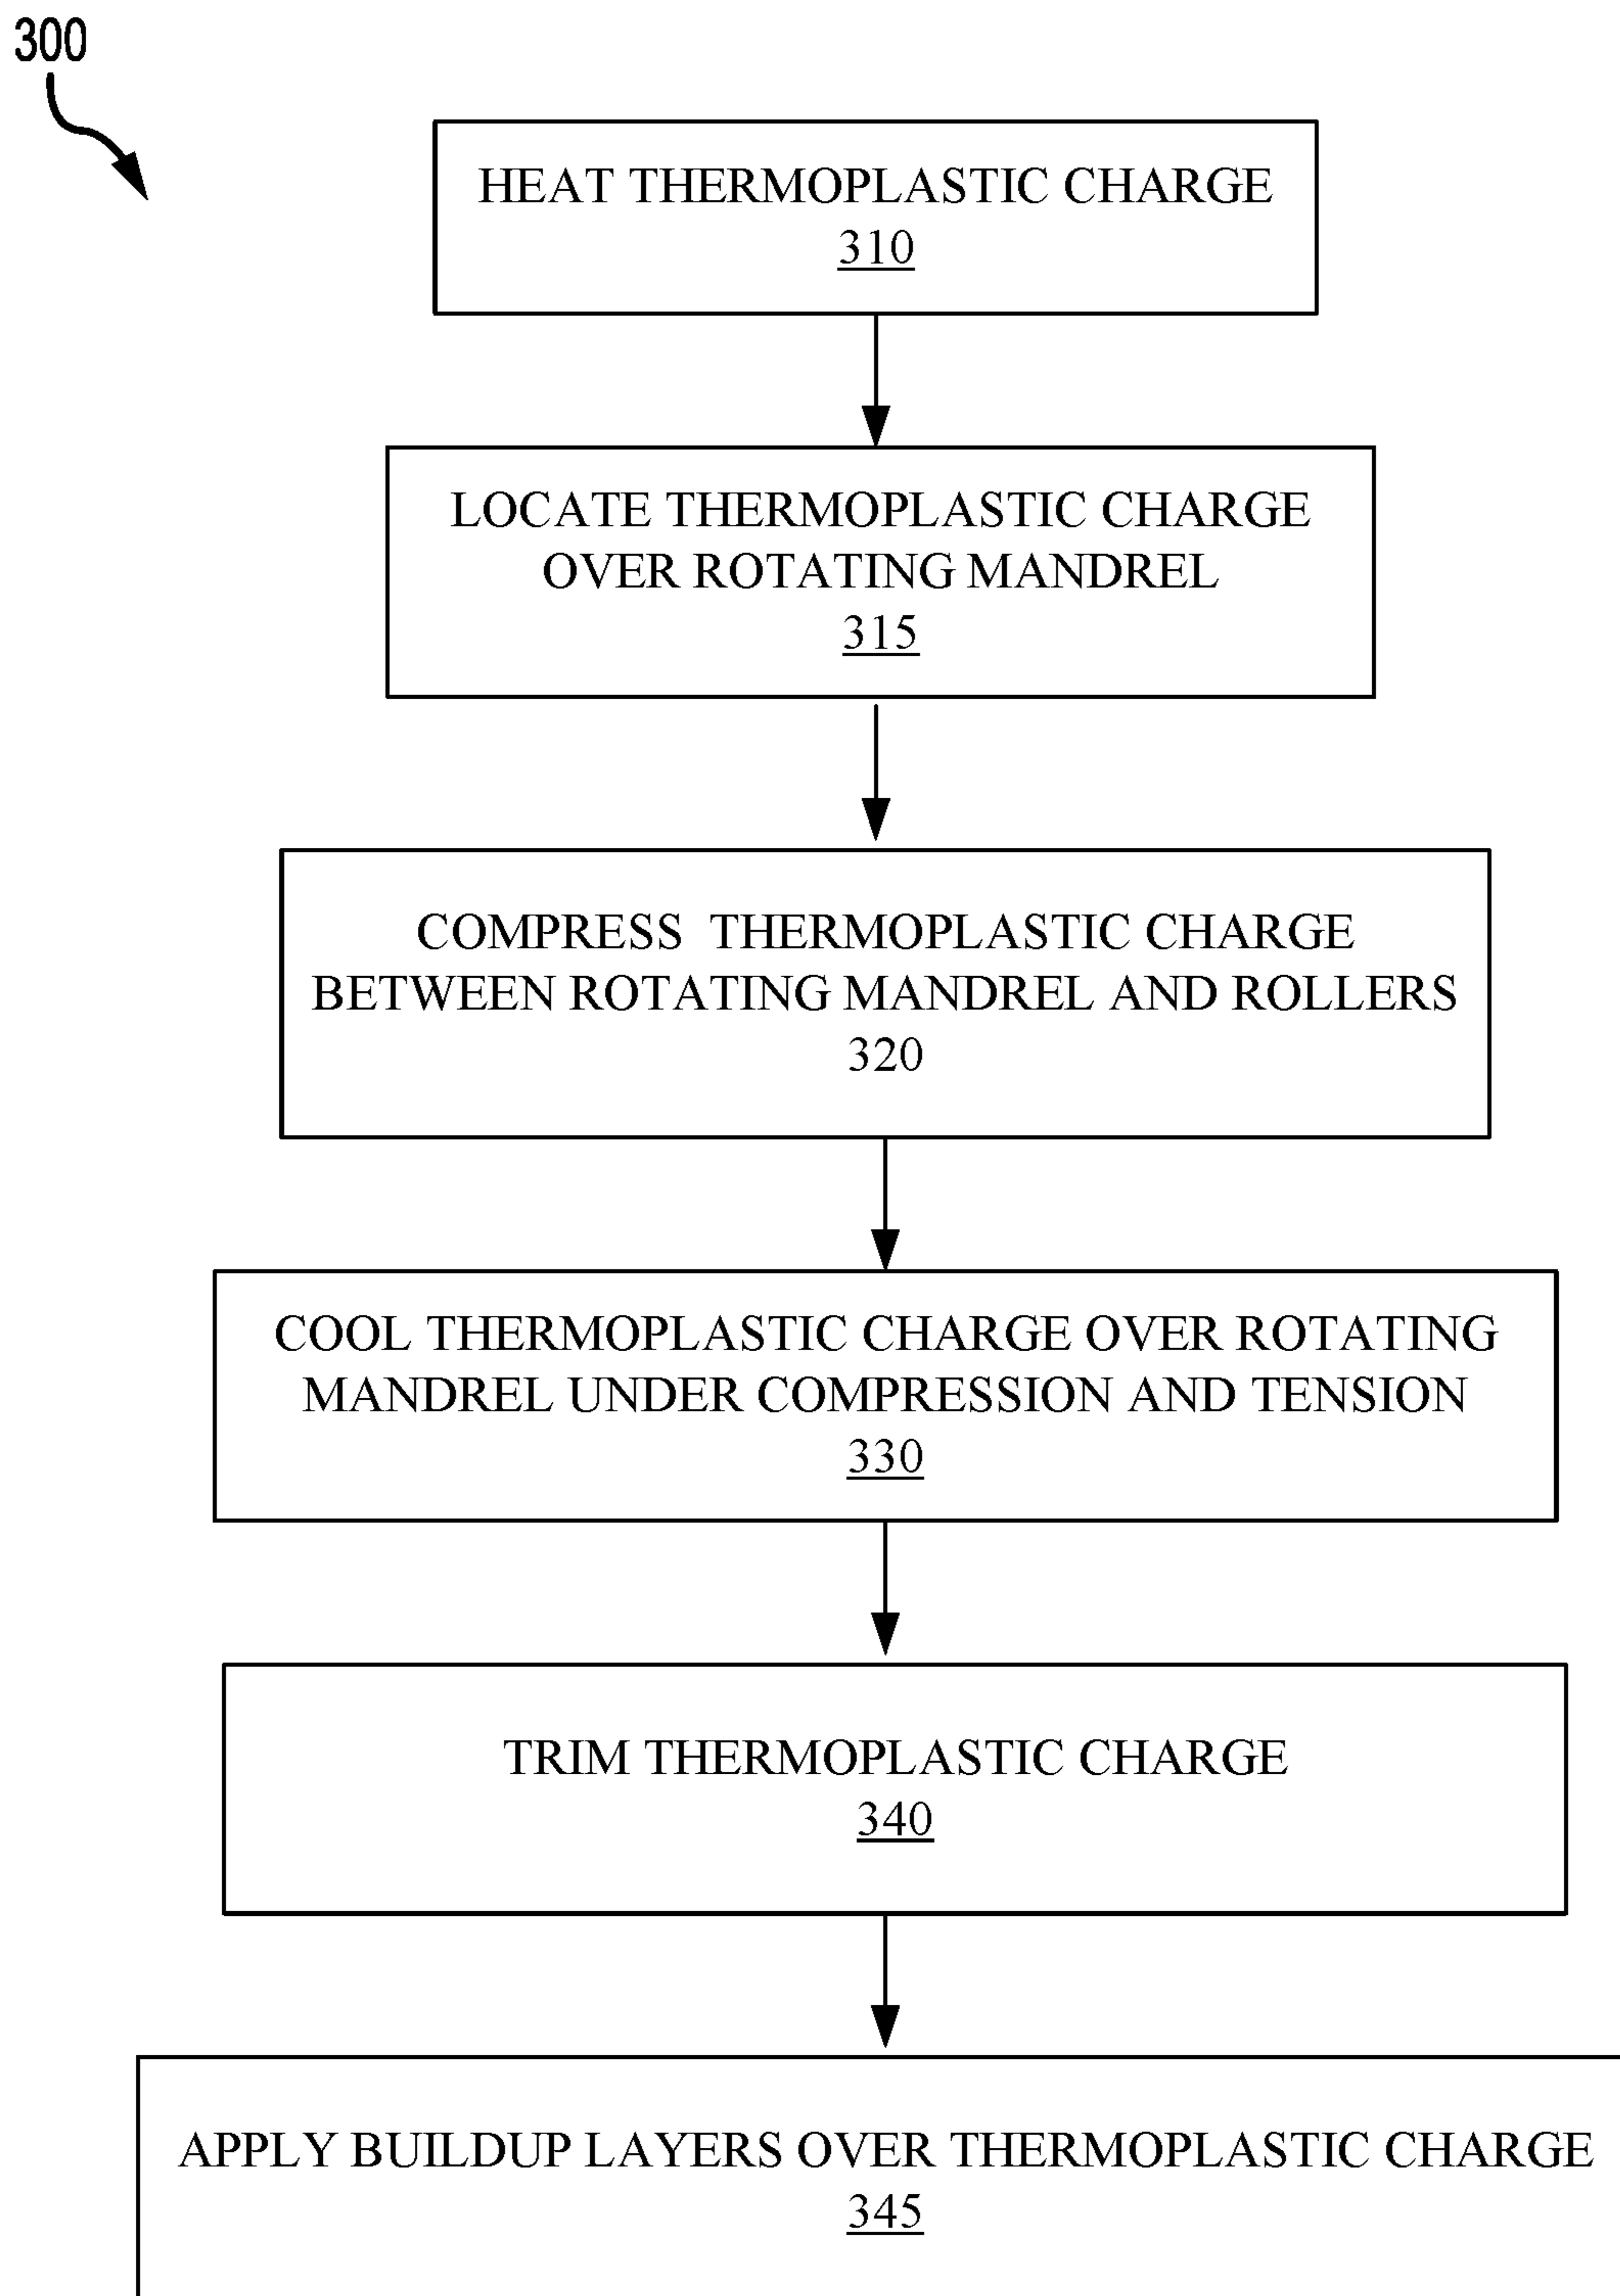 300
HEAT THERMOPLASTIC CHARGE
310
LOCATE THERMOPLASTIC CHARGE
OVER ROTATING MANDREL
315
COMPRESS THERMOPLASTIC CHARGE
BETWEEN ROTATING MANDREL AND ROLLERS
320
COOL THERMOPLASTIC CHARGE OVER ROTATING
MANDREL UNDER COMPRESSION AND TENSION
330
TRIM THERMOPLASTIC CHARGE
340
APPLY BUILDUP LAYERS OVER THERMOPLASTIC CHARGE
345